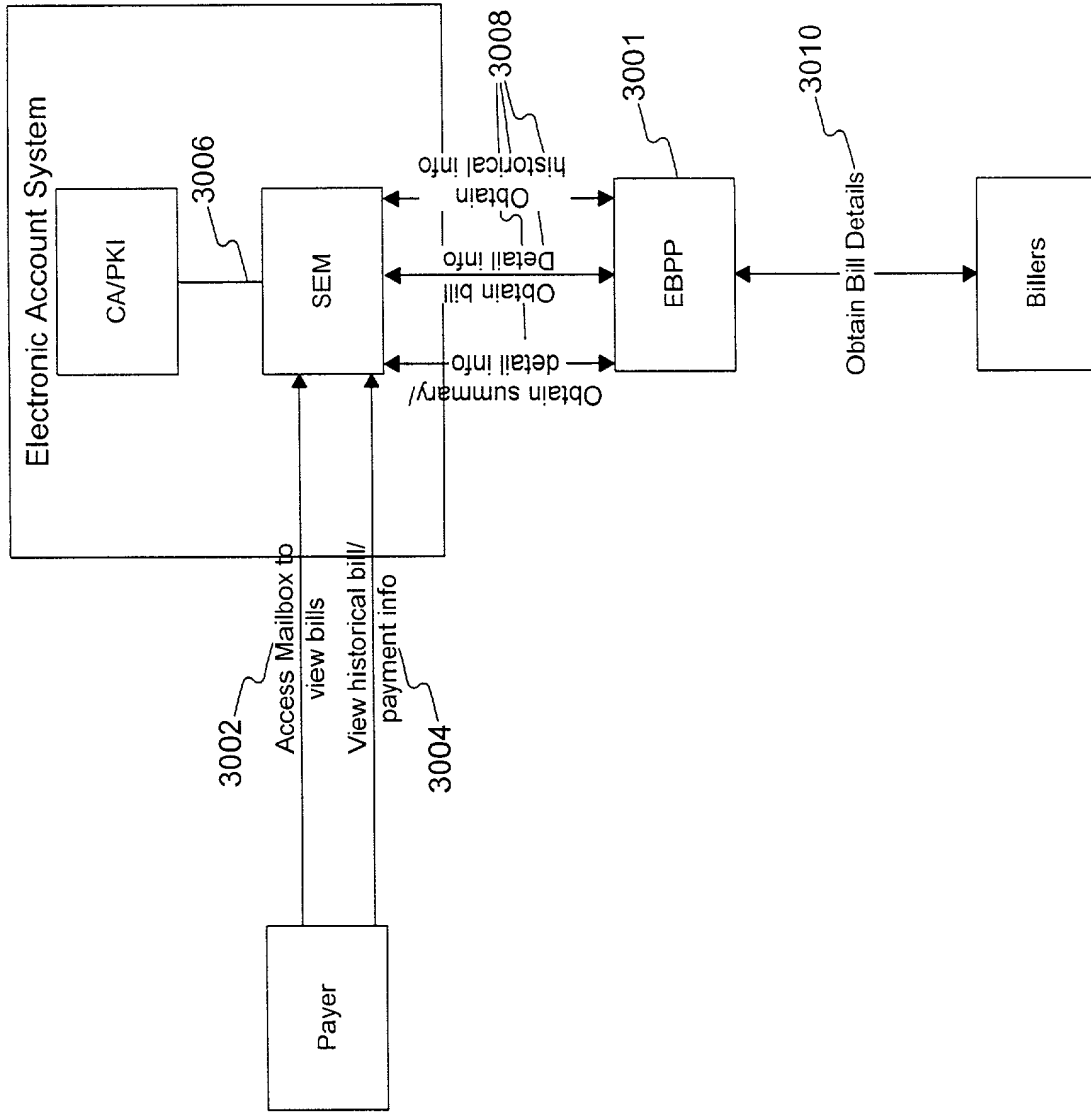 Electronic Account System
CA/PKI
3006
SEM
3002
Access Mailbox to
view bills
View historical bill/
payment info
3004
Payer
Obtain summary/
detail info
Obtain bill
Detail info
Obtain
historical info
3008
EBPP
3001
Obtain Bill Details
3010
Billers